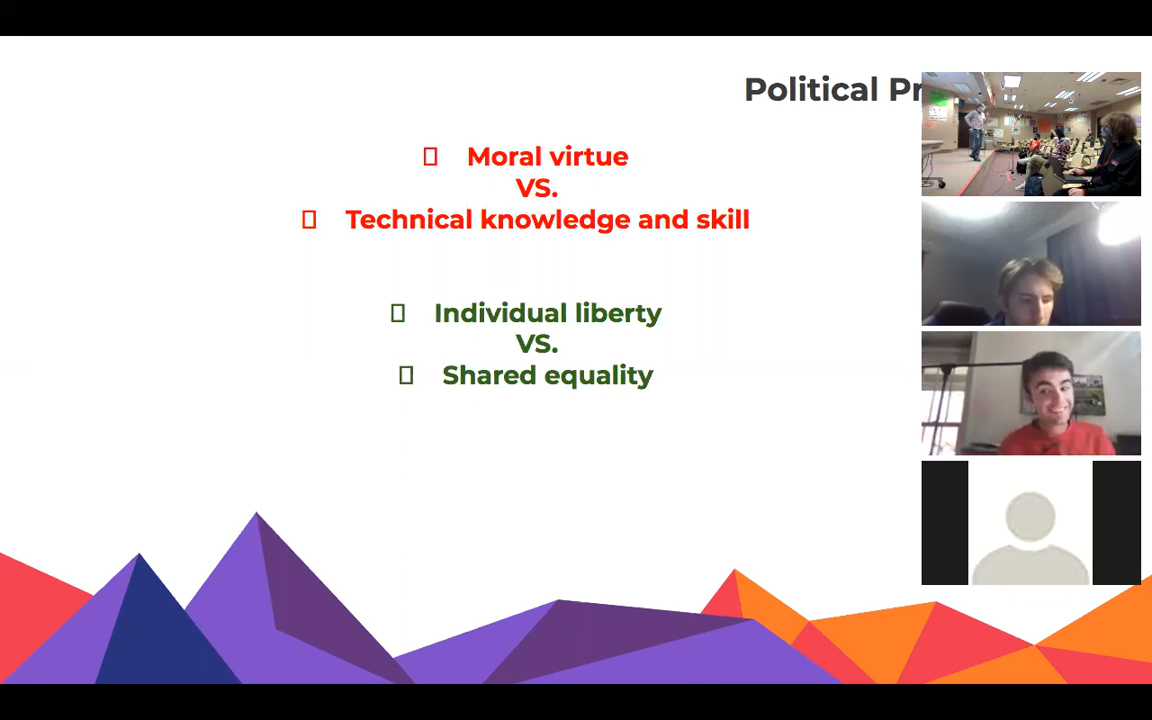 Political Pr
Moral virtue
VS.
Technical knowledge and skill
Individual liberty
VS.
Shared equality